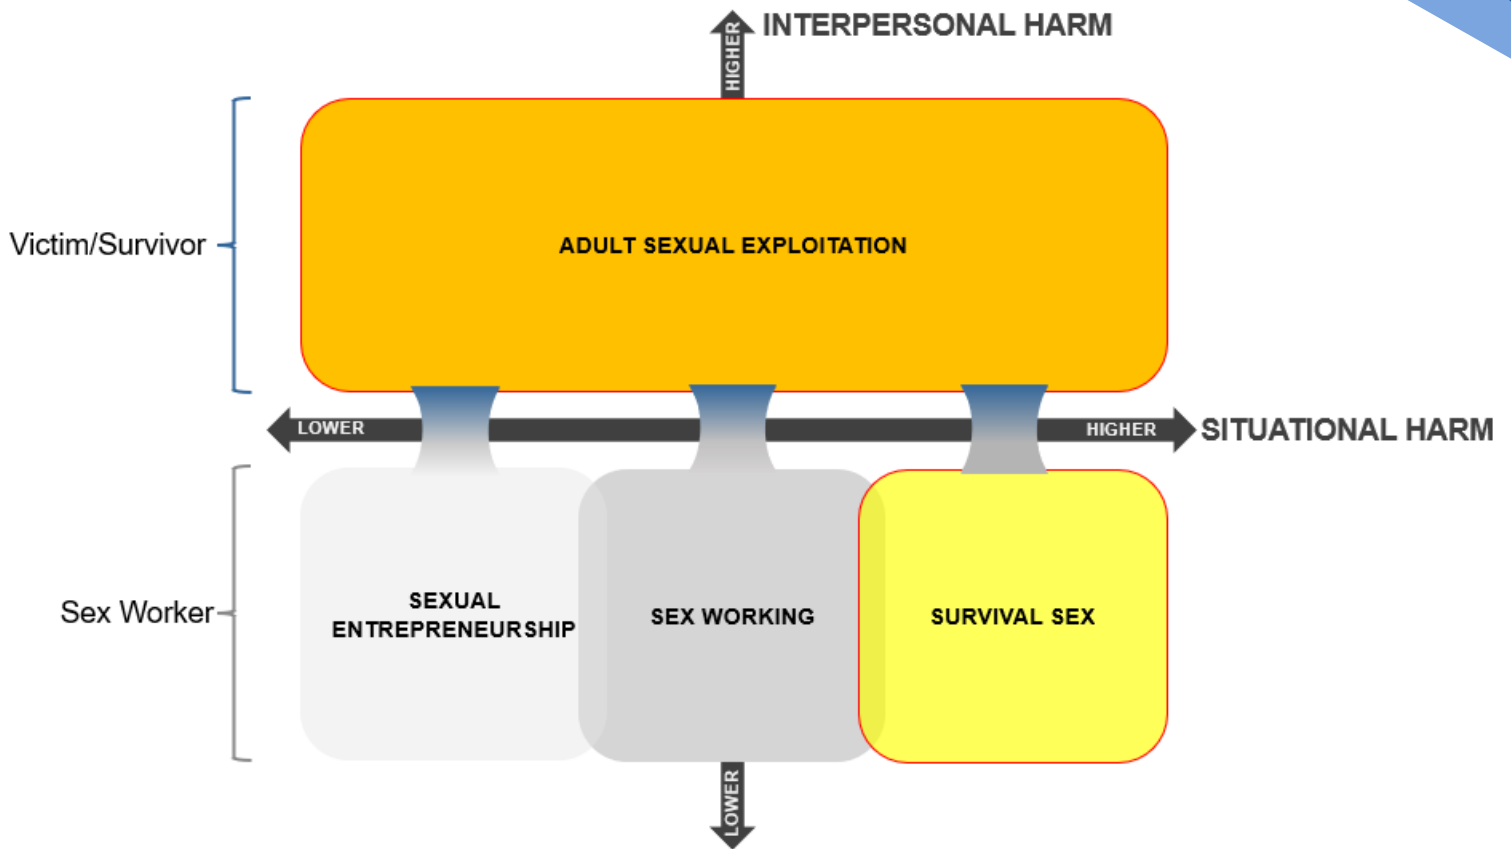 HIGHER
INTERPERSONAL HARM
Victim/Survivor
ADULT SEXUAL EXPLOITATION
LOWER
HIGHER
SITUATIONAL HARM
Sex Worker
SEXUAL
ENTREPRENEURSHIP
SEX WORKING
SURVIVAL SEX
LOWER